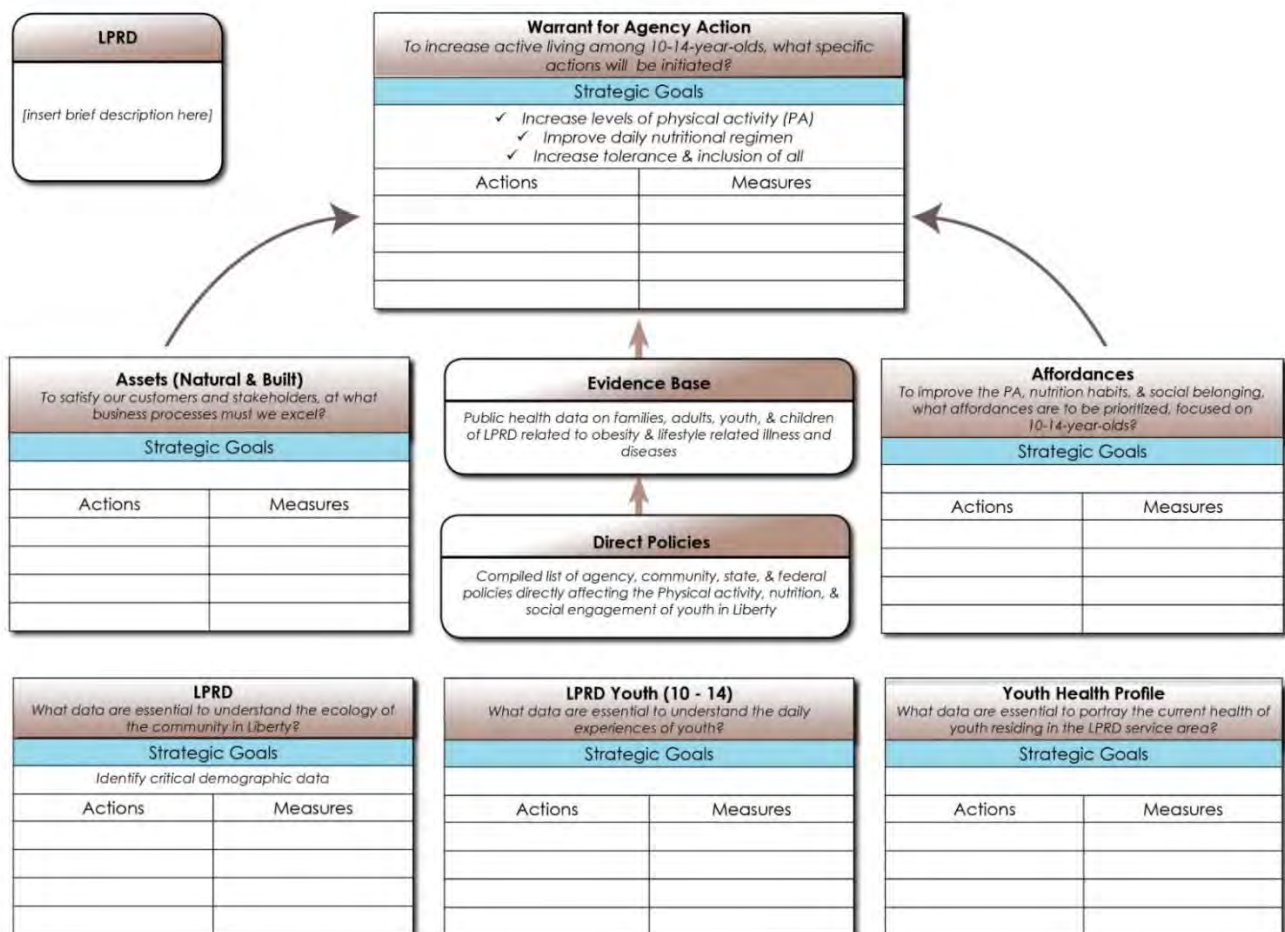 LPRD
[insert brief description here]
Warrant for Agency Action
To increase active living among 10-14-year-olds, what specific
actions will be initiated?
Strategic Goals
✓ Increase levels of physical activity (PA)
✓ Improve daily nutritional regimen
✓ Increase tolerance & inclusion of all
Actions Measures
Assets (Natural & Built)
To satisfy our customers and stakeholders, at what
business processes must we excel?
Strategic Goals
Actions Measures
Evidence Base
Public health data on families, adults, youth, & children
of LPRD related to obesity & lifestyle related illness and
diseases
Direct Policies
Compiled list of agency, community, state, & federal
policies directly affecting the Physical activity, nutrition, &
social engagement of youth in Liberty
Affordances
To improve the PA, nutrition habits, & social belonging,
what affordances are to be prioritized, focused on
10-14-year-olds?
Strategic Goals
Actions Measures
LPRD
What data are essential to understand the ecology of
the community in Liberty?
Strategic Goals
Identify critical demographic data
Actions Measures
LPRD Youth (10 - 14)
What data are essential to understand the daily
experiences of youth?
Strategic Goals
Actions Measures
Youth Health Profile
What data are essential to portray the current health of
youth residing in the LPRD service area?
Strategic Goals
Actions Measures